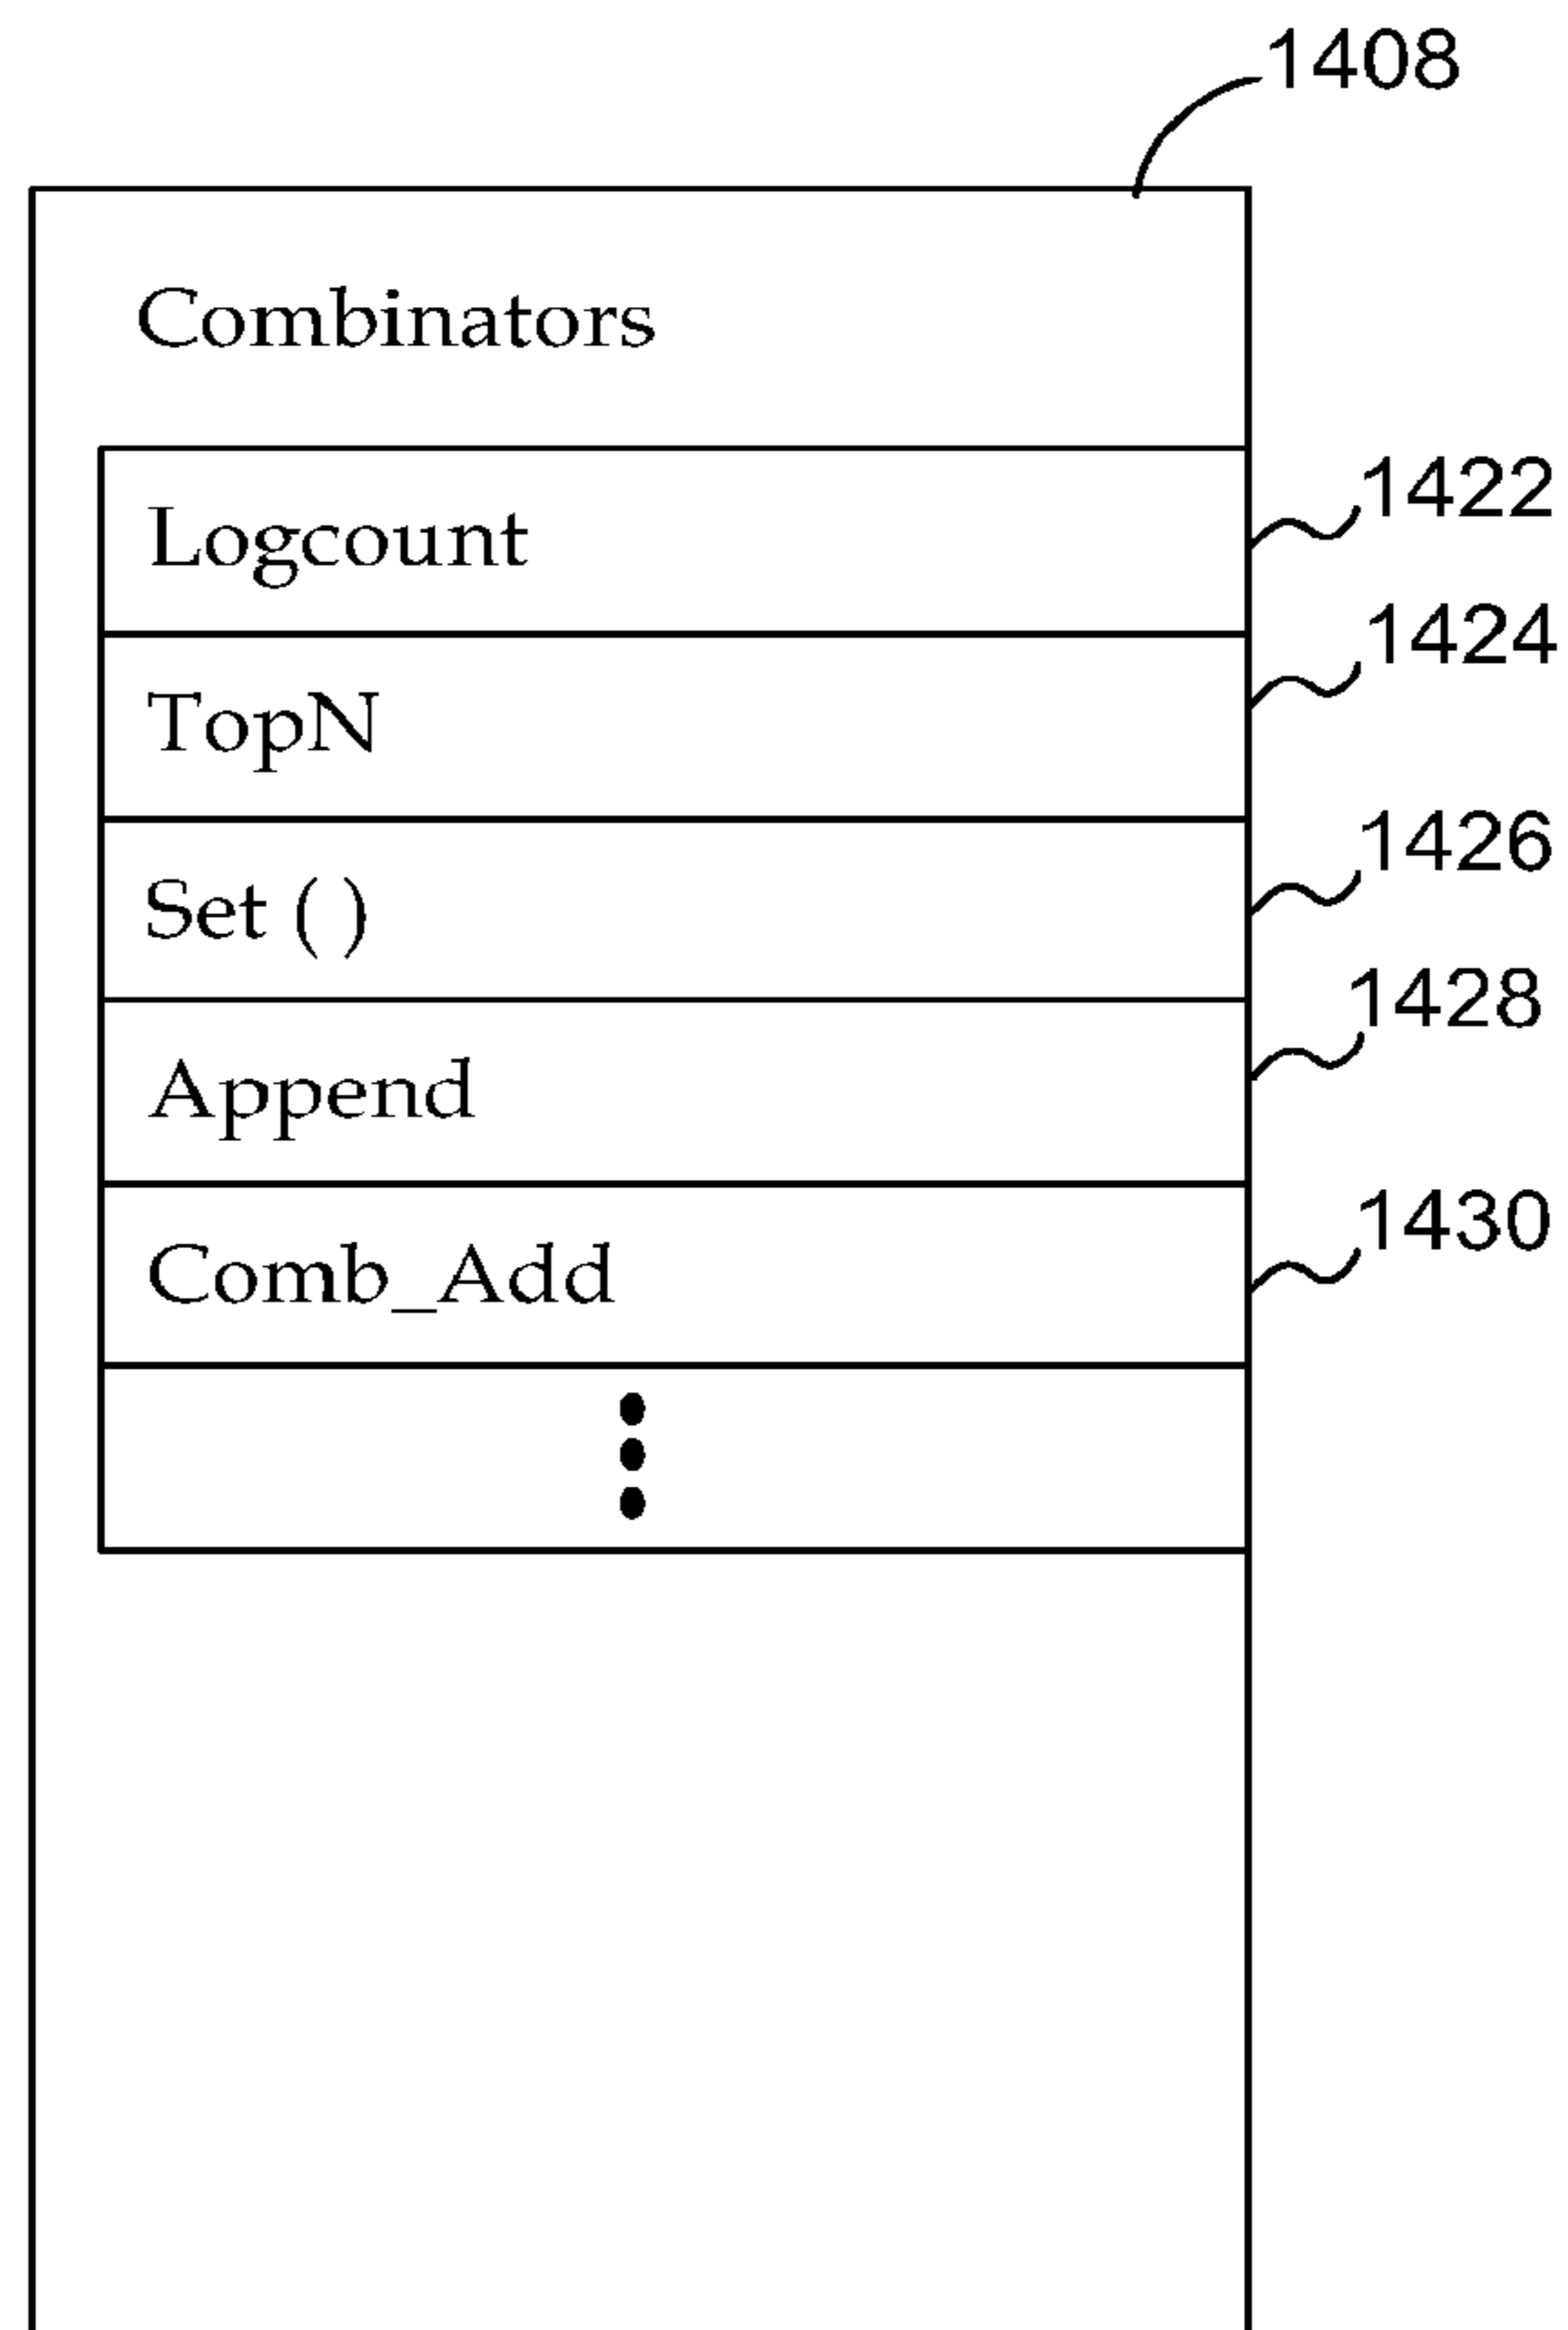 1408
Combinators
Logcount 1422
TopN 1424
Set ( ) 1426
Append 1428
Comb_Add 1430